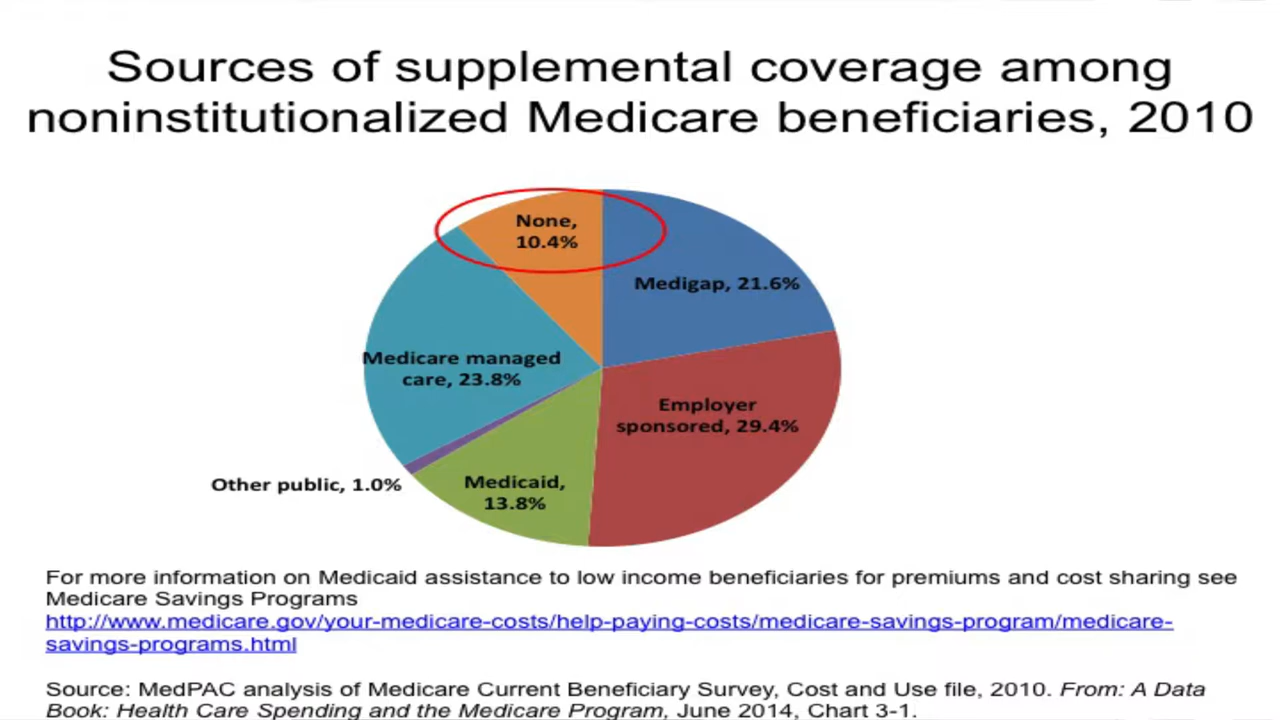 Sources of supplemental coverage among
noninstitutionalized Medicare beneficiaries, 2010
None,
10.4%
Medigap, 21.6%
Medicare managed
care, 23.8%
Employer
sponsored, 29.4%
Other public, 1.0%
Medicaid,
13.8%
For more information on Medicaid assistance to low income beneficiaries for premiums and cost sharing see
Medicare Savings Programs
http://www.medicare.gov/your-medicare-costs/help-paying-costs/medicare-savings-program/medicare-
savings-programs.html
Source: MedPAC analysis of Medicare Current Beneficiary Survey, Cost and Use file, 2010. From: A Data
Book: Health Care Spending and the Medicare Program, June 2014, Chart 3-1.